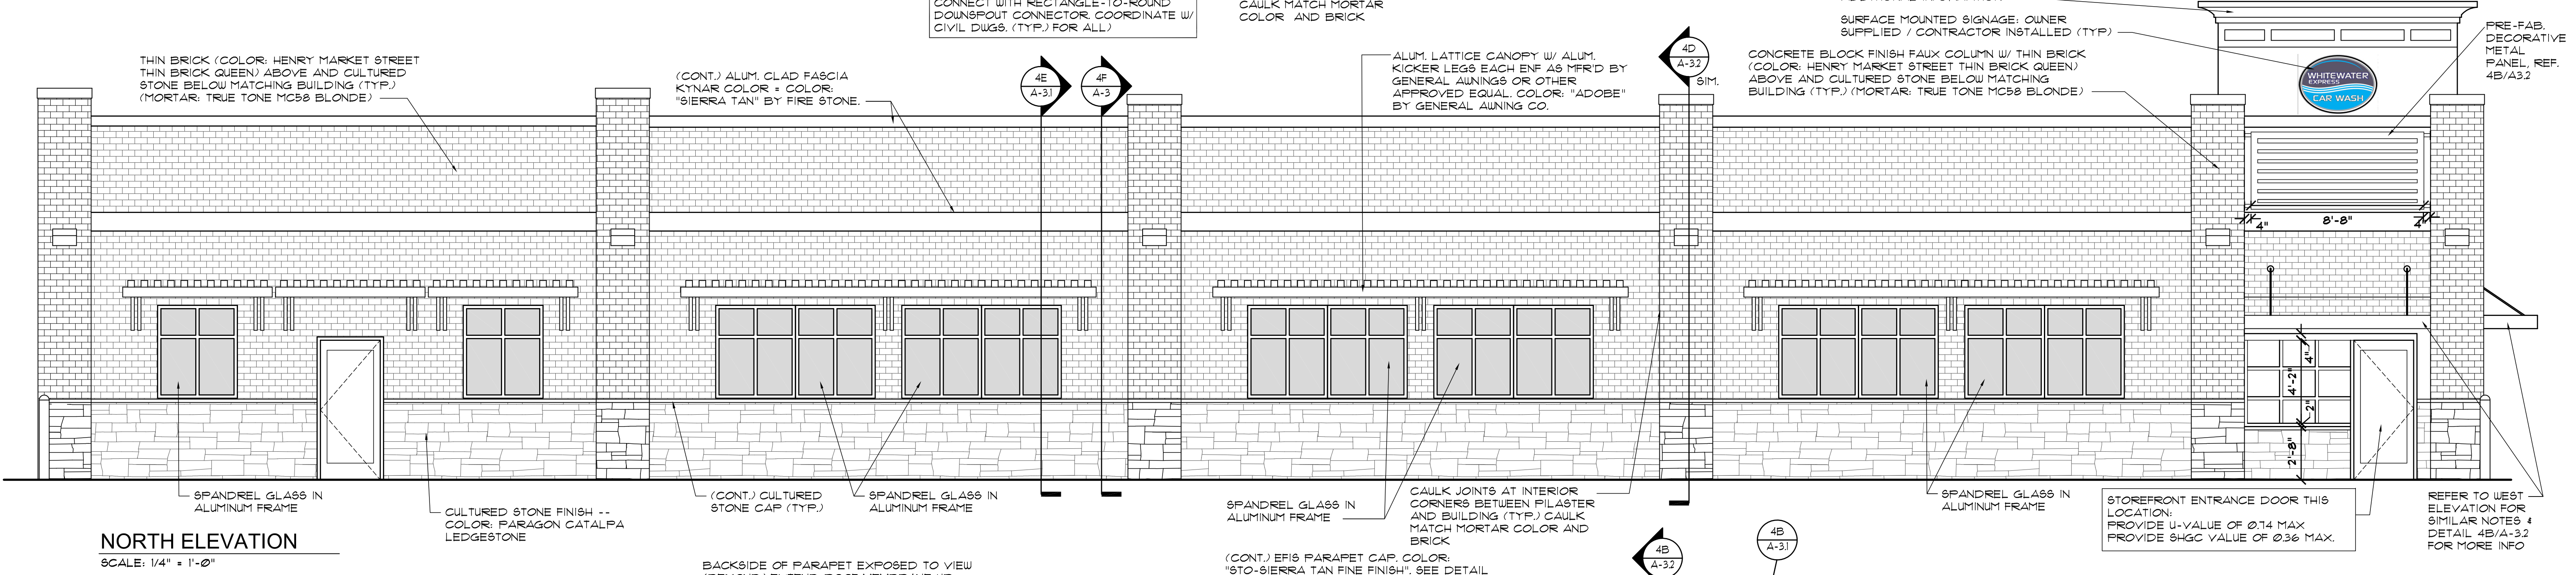 CONNECT WITH RECTANGLE-TO-ROUND
DOWNSPOUT CONNECTOR. COORDINATE W/
CIVIL DWGS. (TYP.) FOR ALL)
CAULK MATCH MORTAR
COLOR AND BRICK
SURFACE MOUNTED SIGNAGE: OWNER
SUPPLIED / CONTRACTOR INSTALLED (TYP.)
PRE-FAB.
DECORATIVE
METAL
PANEL, REF.
4B/A3.2
THIN BRICK (COLOR: HENRY MARKET STREET
THIN BRICK QUEEN) ABOVE AND CULTURED
STONE BELOW MATCHING BUILDING (TYP.)
(MORTAR: TRUE TONE MC58 BLONDE)
(CONT.) ALUM. CLAD FASCIA
KYNAR COLOR = COLOR:
"SIERRA TAN" BY FIRE STONE.
4E
A-3.1
4F
A-3
ALUM. LATTICE CANOPY W/ ALUM.
KICKER LEGS EACH ENF AS MFR'D BY
GENERAL AWNINGS OR OTHER
APPROVED EQUAL. COLOR: "ADOBE"
BY GENERAL AWNING CO.
4D
A-3.2
SIM.
CONCRETE BLOCK FINISH FAUX COLUMN W/ THIN BRICK
(COLOR: HENRY MARKET STREET THIN BRICK QUEEN)
ABOVE AND CULTURED STONE BELOW MATCHING
BUILDING (TYP.) (MORTAR: TRUE TONE MC58 BLONDE)
WHITEWATER
EXPRESS
CAR WASH
4"
8'-8"
4"
4"
4'-2"
2"
2'-8"
SPANDREL GLASS IN
ALUMINUM FRAME
CULTURED STONE FINISH --
COLOR: PARAGON CATALPA
LEDGESTONE
(CONT.) CULTURED
STONE CAP (TYP.)
SPANDREL GLASS IN
ALUMINUM FRAME
SPANDREL GLASS IN
ALUMINUM FRAME
CAULK JOINTS AT INTERIOR
CORNERS BETWEEN PILASTER
AND BUILDING (TYP.) CAULK
MATCH MORTAR COLOR AND
BRICK
SPANDREL GLASS IN
ALUMINUM FRAME
STOREFRONT ENTRANCE DOOR THIS
LOCATION:
PROVIDE U-VALUE OF 0.74 MAX
PROVIDE SHGC VALUE OF 0.36 MAX.
REFER TO WEST
ELEVATION FOR
SIMILAR NOTES &
DETAIL 4B/A-3.2
FOR MORE INFO
NORTH ELEVATION
SCALE: 1/4" = 1'-0"
BACKSIDE OF PARAPET EXPOSED TO VIEW
(CONT.) EFIS PARAPET CAP, COLOR:
"STO-SIERRA TAN FINE FINISH". SEE DETAIL
4B
A-3.2
4B
A-3.1